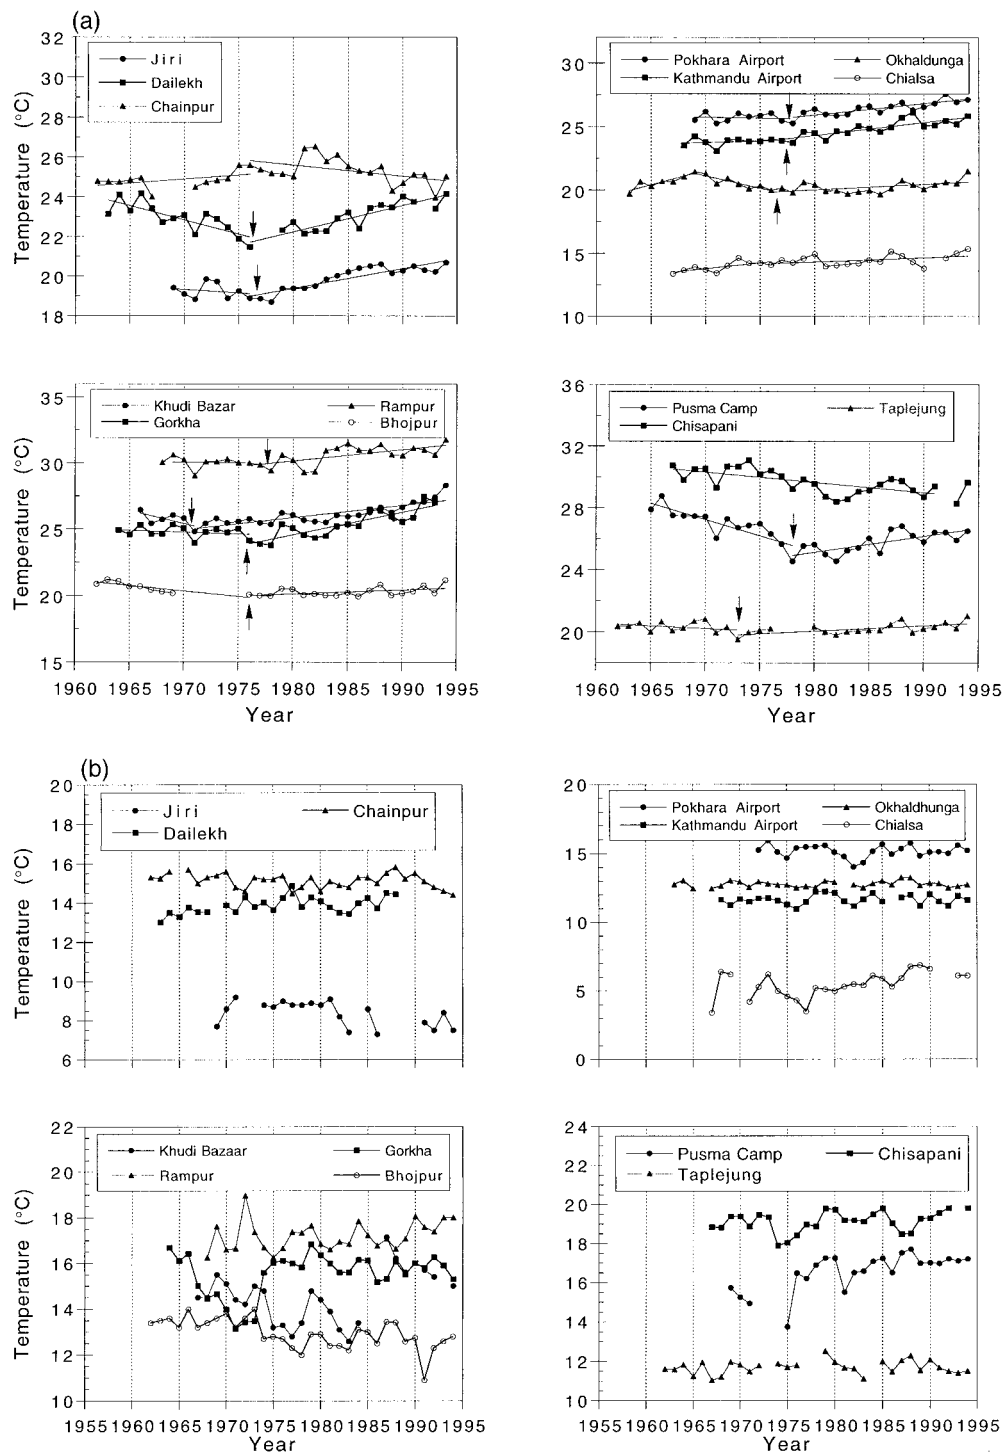 (a)
32
30
28
26
24
22
20
18
Temperature (°C)
Jiri
Dailekh
Chainpur
30
25
20
15
10
Pokhara Airport
Okhaldunga
Kathmandu Airport
Chialsa
35
30
25
20
15
Temperature (°C)
Khudi Bazar
Rampur
Gorkha
Bhojpur
1960 1965 1970 1975 1980 1985 1990 1995
Year
36
32
28
24
20
Pusma Camp
Taplejung
Chisapani
1960 1965 1970 1975 1980 1985 1990 1995
Year
(b)
20
18
16
14
12
10
8
6
Temperature (°C)
Jiri
Chainpur
Dailekh
20
15
10
5
0
Pokhara Airport
Okhaldhunga
Kathmandu Airport
Chialsa
22
20
18
16
14
12
10
Temperature (°C)
Khudi Bazaar
Gorkha
Rampur
Bhojpur
1955 1960 1965 1970 1975 1980 1985 1990 1995
Year
24
22
20
18
16
14
12
10
Pusma Camp
Chisapani
Taplejung
1955 1960 1965 1970 1975 1980 1985 1990 1995
Year